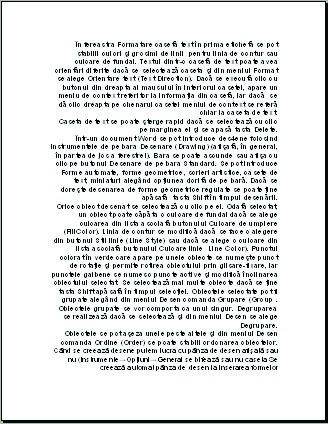 În fereastra Formatare casetă text în prima etichetă se pot
stabili culori și grosimi de linii pentru linia de contur sau
culoare de fundal. Textul dintr-o casetă de text poate avea
orientări diferite dacă se selectează caseta și din meniul Format
se alege Orientare text (Text Direction). Dacă se execută clic cu
butonul din dreapta al mausului în interiorul casetei, apare un
meniu de context referitor la informația din casetă, iar dacă se
dă clic dreapta pe chenarul casetei meniul de context se referă
chiar la caseta de text
Caseta de text se poate șterge rapid dacă se selectează cu clic
pe marginea ei și se apasă tasta Delete.
Într-un document Word se pot introduce desene folosind
instrumentele de pe bara Desenare (Drawing) (afișată, în general,
în partea de jos a ferestrei). Bara se poate ascunde sau afișa cu
clic pe butonul Desenare de pe bara Standard. Se pot introduce
Forme automate, forme geometrice, scrieri artistice, casete de
text, miniaturi alegând opțiunea dorită de pe bară. Dacă se
dorește desenarea de forme geometrice regulate se poate ține
apăsată tasta Shift în timpul desenării.
Orice obiect desenat se selectează cu clic pe el. Odată selectat,
un obiect poate căpăta o culoare de fundal dacă se alege
culoarea din lista asociată butonului Culoare de umplere
(Fill Color). Linia de contur se modifică dacă se face o alegere
din butonul Stil linie (Line Style) sau dacă se alege o culoare din
lista asociată butonului Culoare linie Line Color). Punctul
colorat în verde care apare pe unele obiecte se numește punct
de rotație și permite rotirea obiectului prin glisare-tirare, iar
punctele galbene se numesc puncte active și modifică înclinarea
obiectului selectat. Se selectează mai multe obiecte dacă se ține
tasta Shift apăsată în timpul selecției. Obiectele selectate pot fi
grupate alegând din meniul Desen comanda Grupare (Group .
Obiectele grupate se vor comporta ca unul singur. Degruparea
se realizează dacă se selectează și din meniul Desen se alege
Degrupare.
Obiectele se pot așeza unele peste altele și din meniul Desen
comanda Ordine (Order) se poate stabili ordonarea obiectelor.
Când se creează desene putem lucra cu pânza de desen afișată sau
nu (Instrumente→Opțiuni→General se bifează sau nu caseta Se
creează automat pânza de desen la inserarea formelor